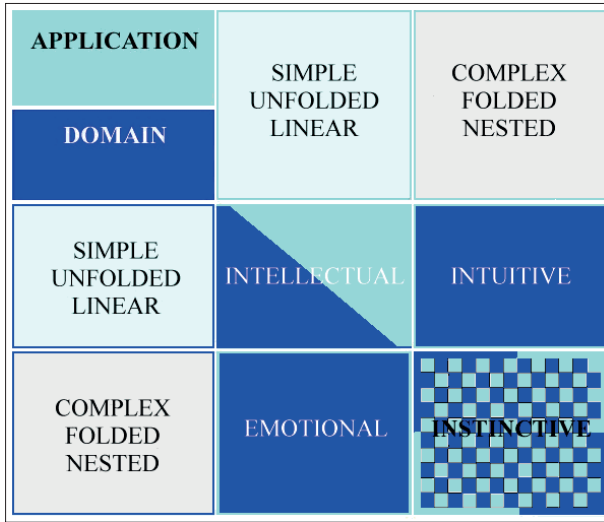 APPLICATION
DOMAIN
SIMPLE
UNFOLDED
LINEAR
COMPLEX
FOLDED
NESTED
SIMPLE
UNFOLDED
LINEAR
INTELLECTUAL
INTUITIVE
COMPLEX
FOLDED
NESTED
EMOTIONAL
INSTINCTIVE